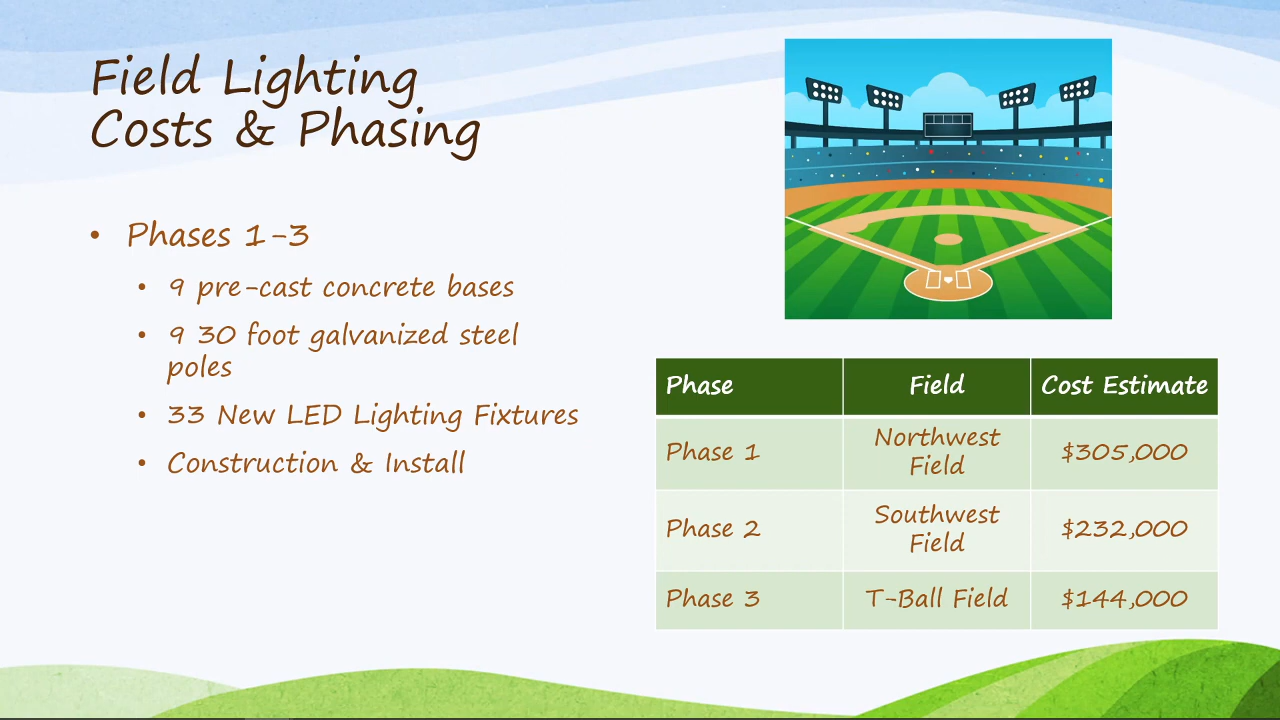 Field Lighting
Costs & Phasing
• Phases 1-3
• 9 pre-cast concrete bases
• 9 30 foot galvanized steel
poles
• 33 New LED Lighting Fixtures
• Construction & Install
Phase Field Cost Estimate
Phase 1 Northwest Field $305,000
Phase 2 Southwest Field $232,000
Phase 3 T-Ball Field $144,000